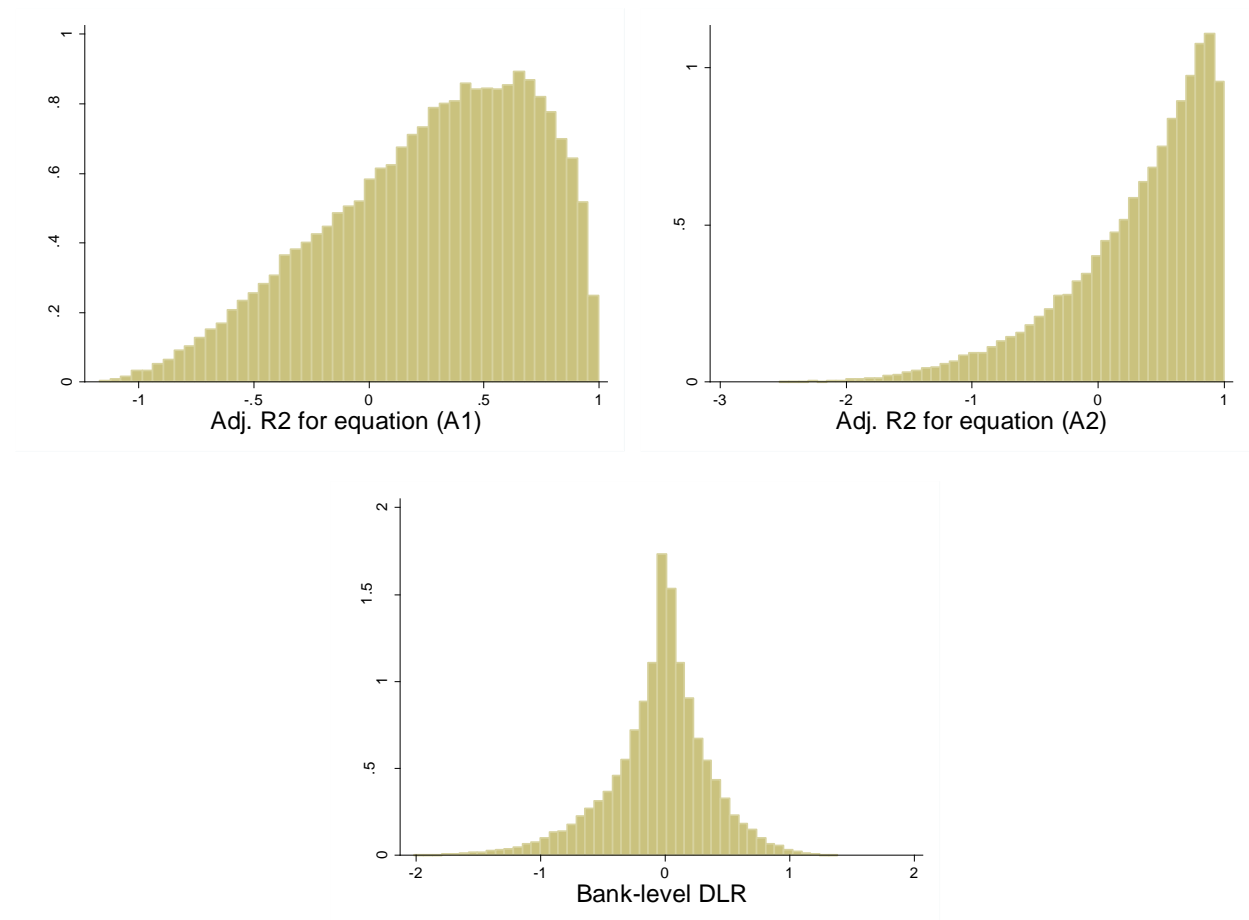 1
.8
.6
.4
.2
0
-1 -.5 0 .5 1
Adj. R2 for equation (A1)
1
.5
0
-3 -2 -1 0 1
Adj. R2 for equation (A2)
2
1.5
1
.5
0
-2 -1 0 1 2
Bank-level DLR